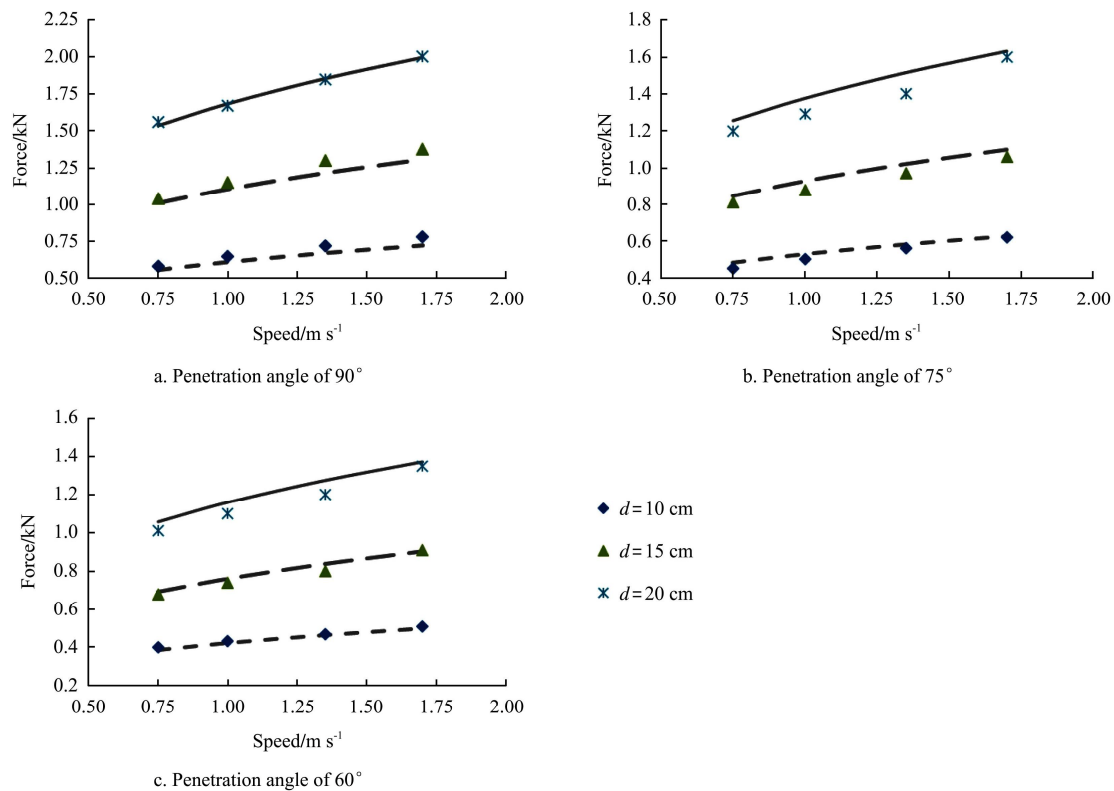 2.25
2.00
1.75
1.50
1.25
1.00
0.75
0.50
Force/kN
0.50 0.75 1.00 1.25 1.50 1.75 2.00
Speed/m s-1
a. Penetration angle of 90°
1.8
1.6
1.4
1.2
1.0
0.8
0.6
0.4
Force/kN
0.50 0.75 1.00 1.25 1.50 1.75 2.00
Speed/m s-1
b. Penetration angle of 75°
1.6
1.4
1.2
1.0
0.8
0.6
0.4
0.2
Force/kN
0.50 0.75 1.00 1.25 1.50 1.75 2.00
Speed/m s-1
c. Penetration angle of 60°
d=10 cm
d=15 cm
d=20 cm